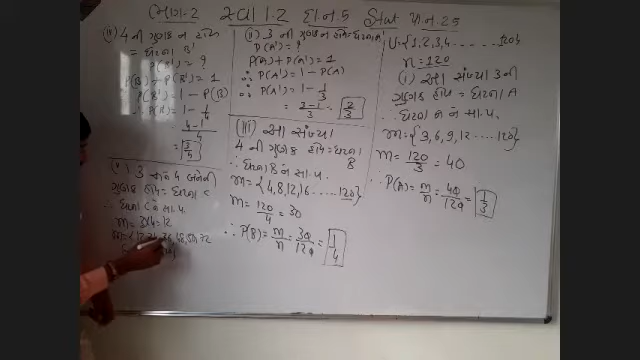 ભાગ-2 સ્વા 1.2 દા.નં.5 Stat પા.નં.25
U={1,2,3,4.......120}
n=120
(i) આ સંખ્યા 3 ની
ગુણક હોય = ઘટના A
∴ ઘટના A ને સા.પ.
m={3,6,9,12.....120}
m = 120/3 = 40
∴ P(A) = m/n = 40/120 = 1/3
(ii) 3 ની ગુણક ન હોય = ઘટના A'
P(A') = ?
P(A)+P(A')=1
∴ P(A') = 1 - P(A)
∴ P(A') = 1 - 1/3
= 3-1/3 = 2/3
(iii) આ સંખ્યા
4 ની ગુણક હોય = ઘટના B
∴ ઘટના B ને સા.પ.
m={4,8,12,16.....120}
m = 120/4 = 30
∴ P(B) = m/n = 30/120 = 1/4
(iv) 4 ની ગુણક ન હોય
= ઘટના B'
P(B') = ?
P(B)+P(B') = 1
∴ P(B') = 1 - P(B)
∴ P(B') = 1 - 1/4
4-1/4
3/4
(v) 3 અને 4 બંનેની
ગુણક હોય = ઘટના C
∴ ઘટના C ને સા.પ.
m = 3x4 = 12